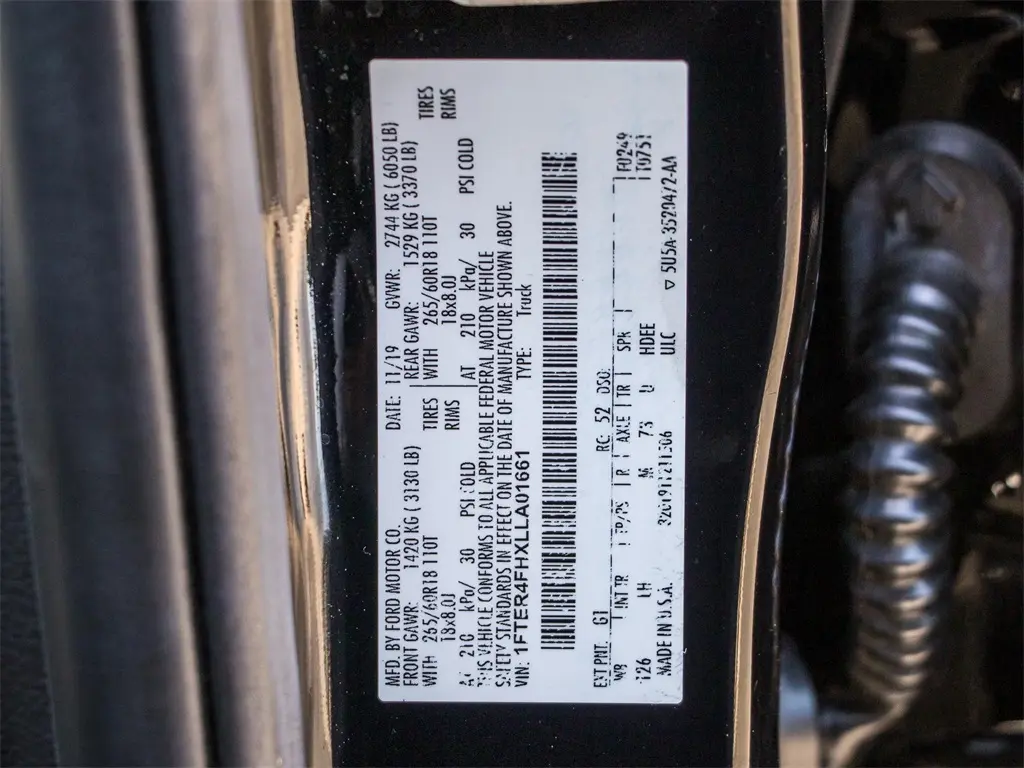 MFD. BY FORD MOTOR CO. DATE: 11/19 GVWR: 2744 KG ( 6050 LB)
FRONT GAWR: 1420 KG ( 3130 LB) REAR GAWR: 1529 KG ( 3370 LB)
WITH 265/60R18 110T TIRES WITH 265/60R18 110T TIRES
18x8.0J RIMS 18x8.0J RIMS
AT 210 kPa/ 30 PSI COLD AT 210 kPa/ 30 PSI COLD
THIS VEHICLE CONFORMS TO ALL APPLICABLE FEDERAL MOTOR VEHICLE
SAFETY STANDARDS IN EFFECT ON THE DATE OF MANUFACTURE SHOWN ABOVE.
VIN: 1FTER4FHXLLA01661 TYPE: Truck
EXT PNT: G1 RC: 52 DSO: F0249
WB INT TR TP/PS R AXLE TR SPR T0751
126 LH M 73 U HDEE
MADE IN U.S.A. ULC